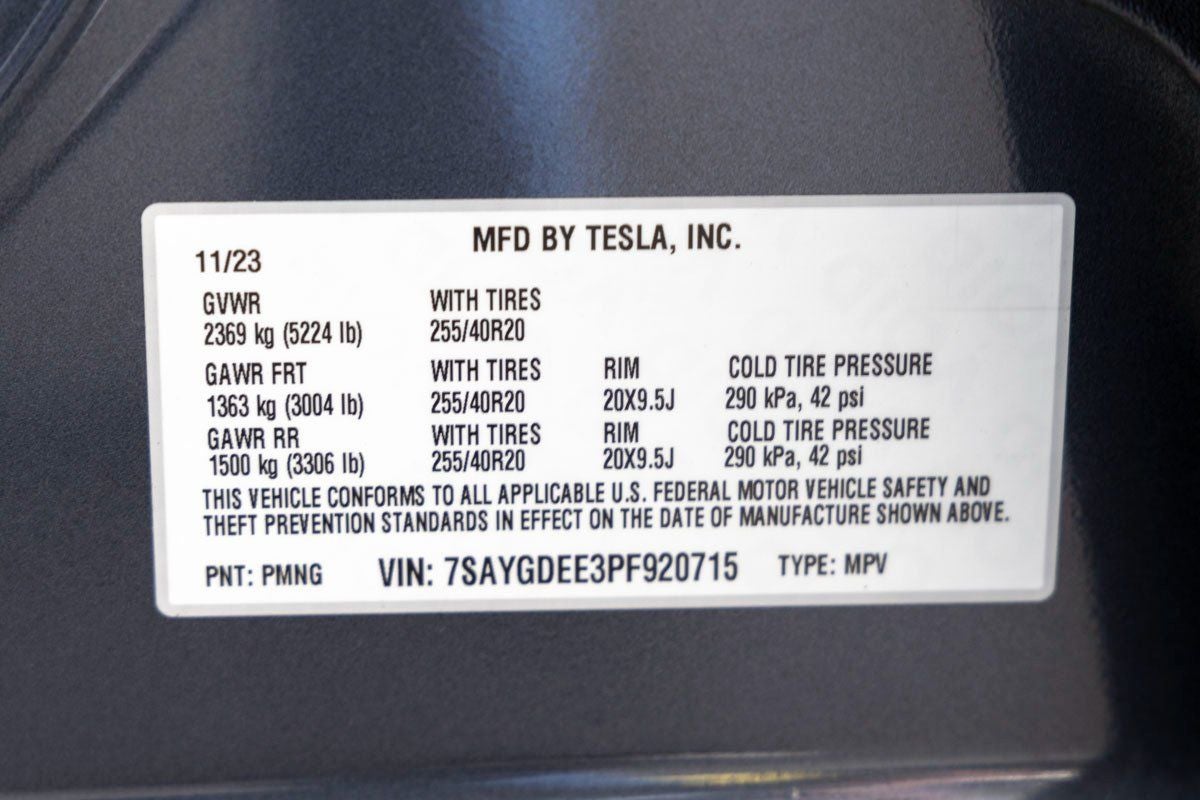 MFD BY TESLA, INC.
11/23
GVWR WITH TIRES
2369 kg (5224 lb) 255/40R20
GAWR FRT WITH TIRES RIM COLD TIRE PRESSURE
1363 kg (3004 lb) 255/40R20 20X9.5J 290 kPa, 42 psi
GAWR RR WITH TIRES RIM COLD TIRE PRESSURE
1500 kg (3306 lb) 255/40R20 20X9.5J 290 kPa, 42 psi
THIS VEHICLE CONFORMS TO ALL APPLICABLE U.S. FEDERAL MOTOR VEHICLE SAFETY AND
THEFT PREVENTION STANDARDS IN EFFECT ON THE DATE OF MANUFACTURE SHOWN ABOVE.
PNT: PMNG VIN: 7SAYGDEE3PF920715 TYPE: MPV